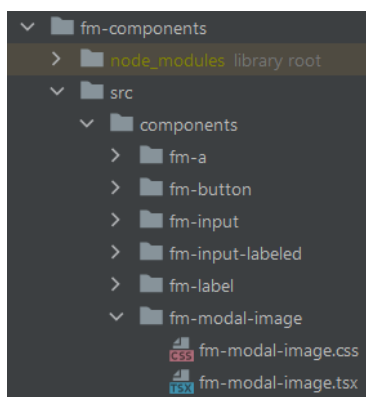 fm-components
node_modules library root
src
components
fm-a
fm-button
fm-input
fm-input-labeled
fm-label
fm-modal-image
CSS fm-modal-image.css
TSX fm-modal-image.tsx